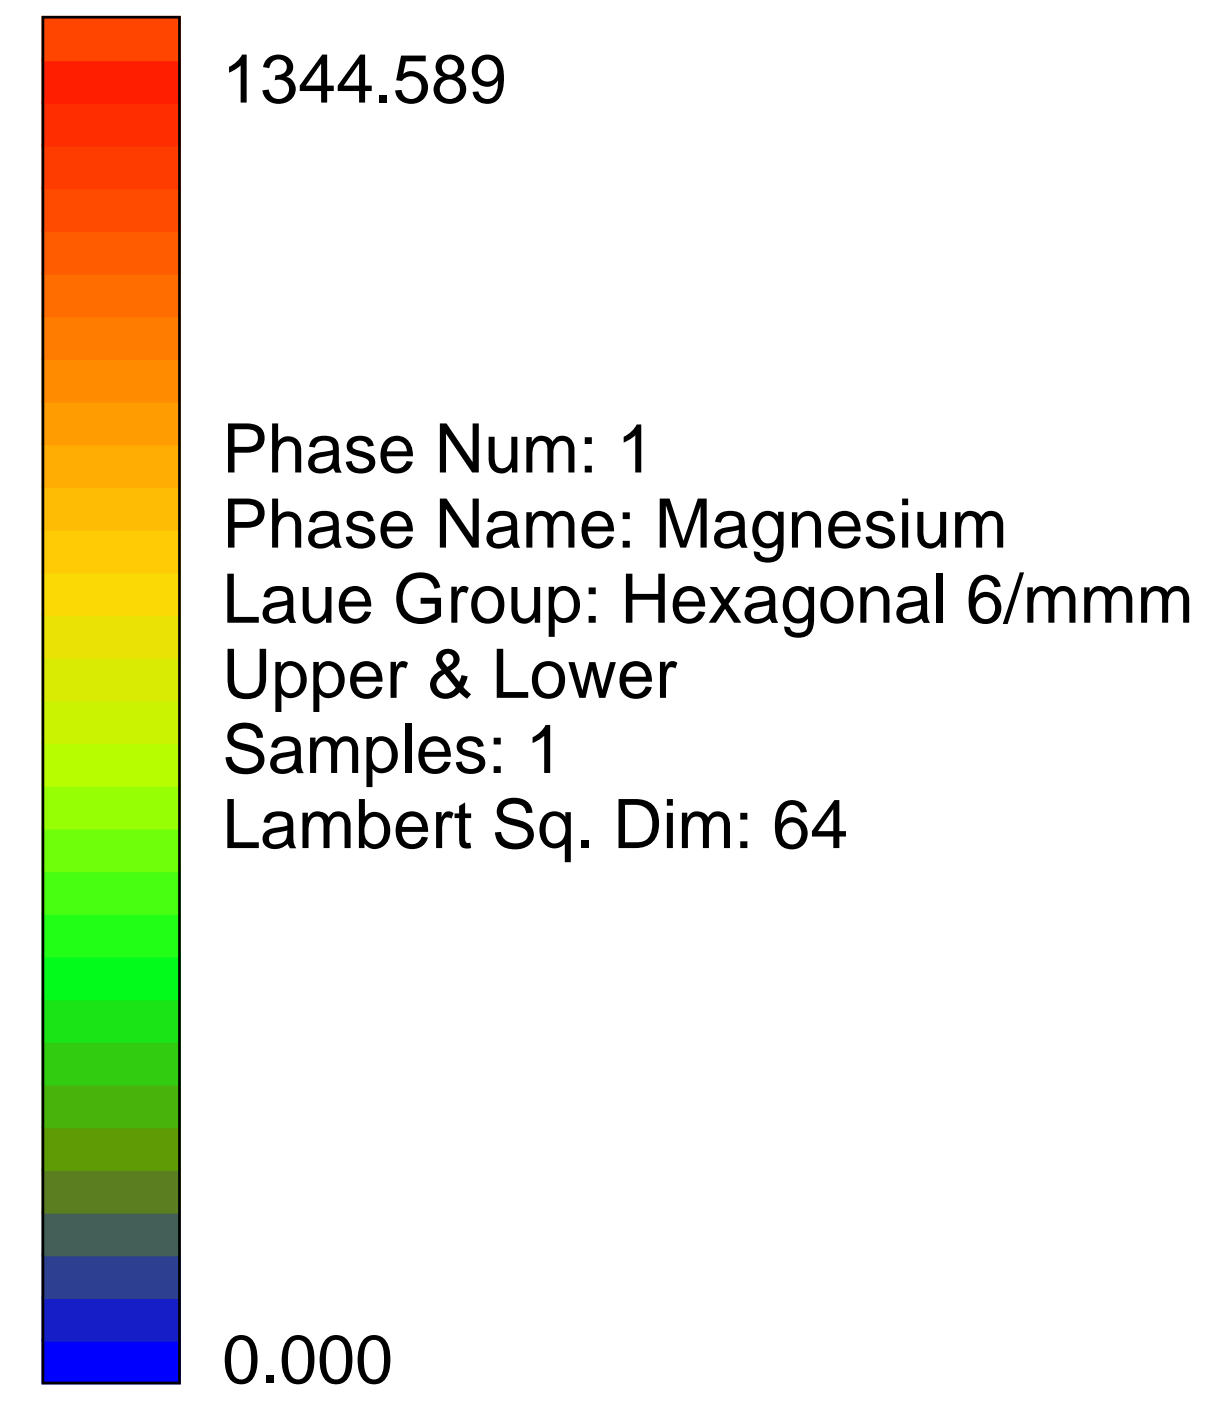 1344.589
Phase Num: 1
Phase Name: Magnesium
Laue Group: Hexagonal 6/mmm
Upper & Lower
Samples: 1
Lambert Sq. Dim: 64
0.000